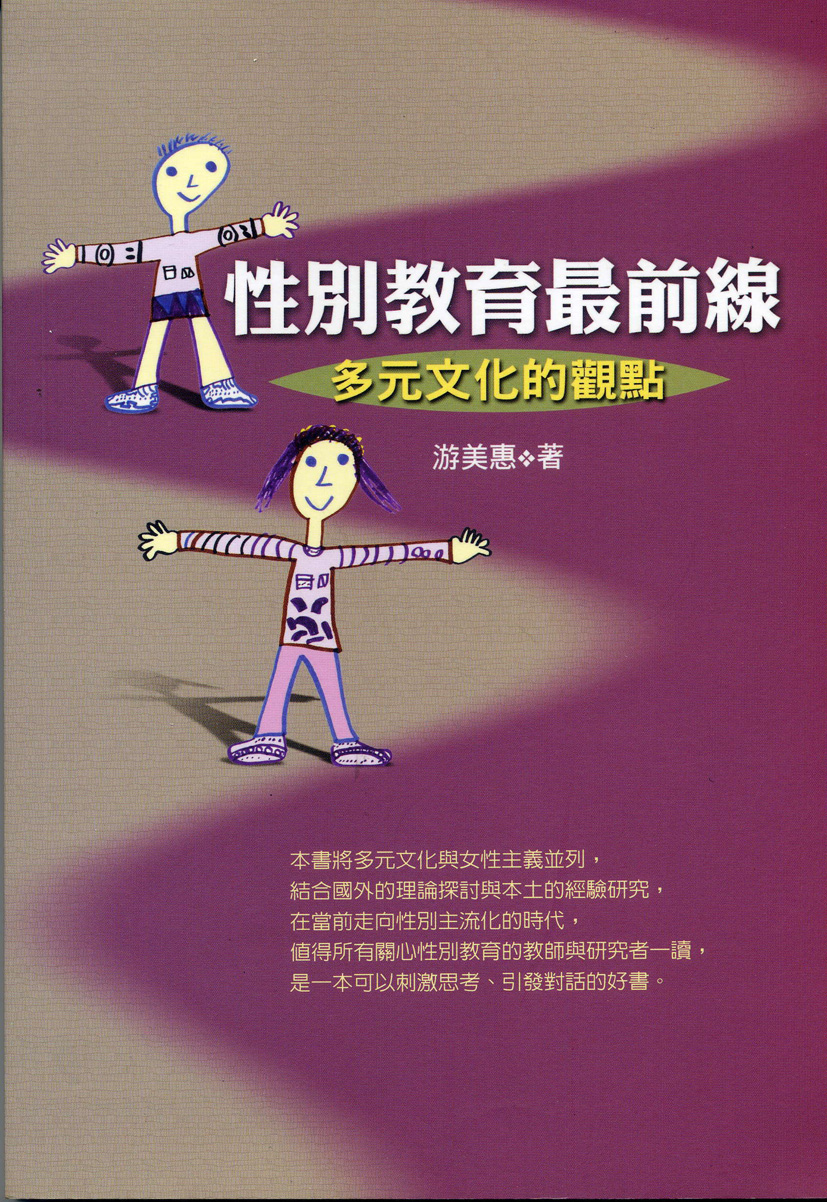 性別教育最前線
多元文化的觀點
游美惠❖著
本書將多元文化與女性主義並列，
結合國外的理論探討與本土的經驗研究，
在當前走向性別主流化的時代，
值得所有關心性別教育的教師與研究者一讀，
是一本可以刺激思考、引發對話的好書。